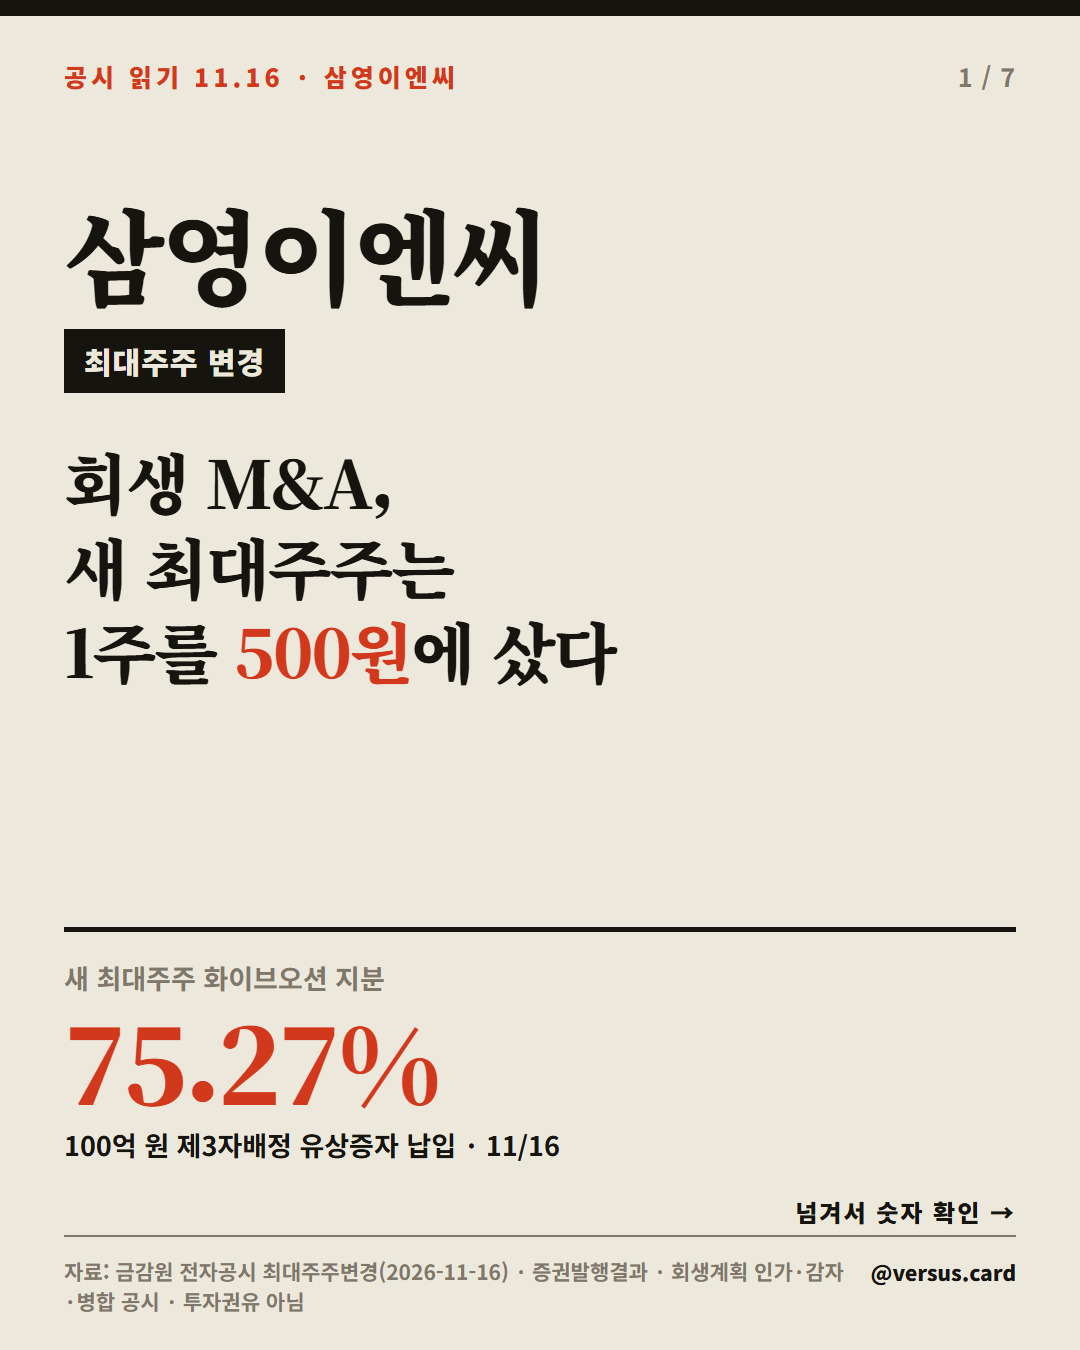 공시 읽기 11.16 · 삼영이엔씨
1 / 7
삼영이엔씨
최대주주 변경
회생 M&A,
새 최대주주는
1주를 500원에 샀다
새 최대주주 화이브오션 지분
75.27%
100억 원 제3자배정 유상증자 납입 · 11/16
넘겨서 숫자 확인 →
자료: 금감원 전자공시 최대주주변경(2026-11-16) · 증권발행결과 · 회생계획 인가·감자
·병합 공시 · 투자권유 아님
@versus.card